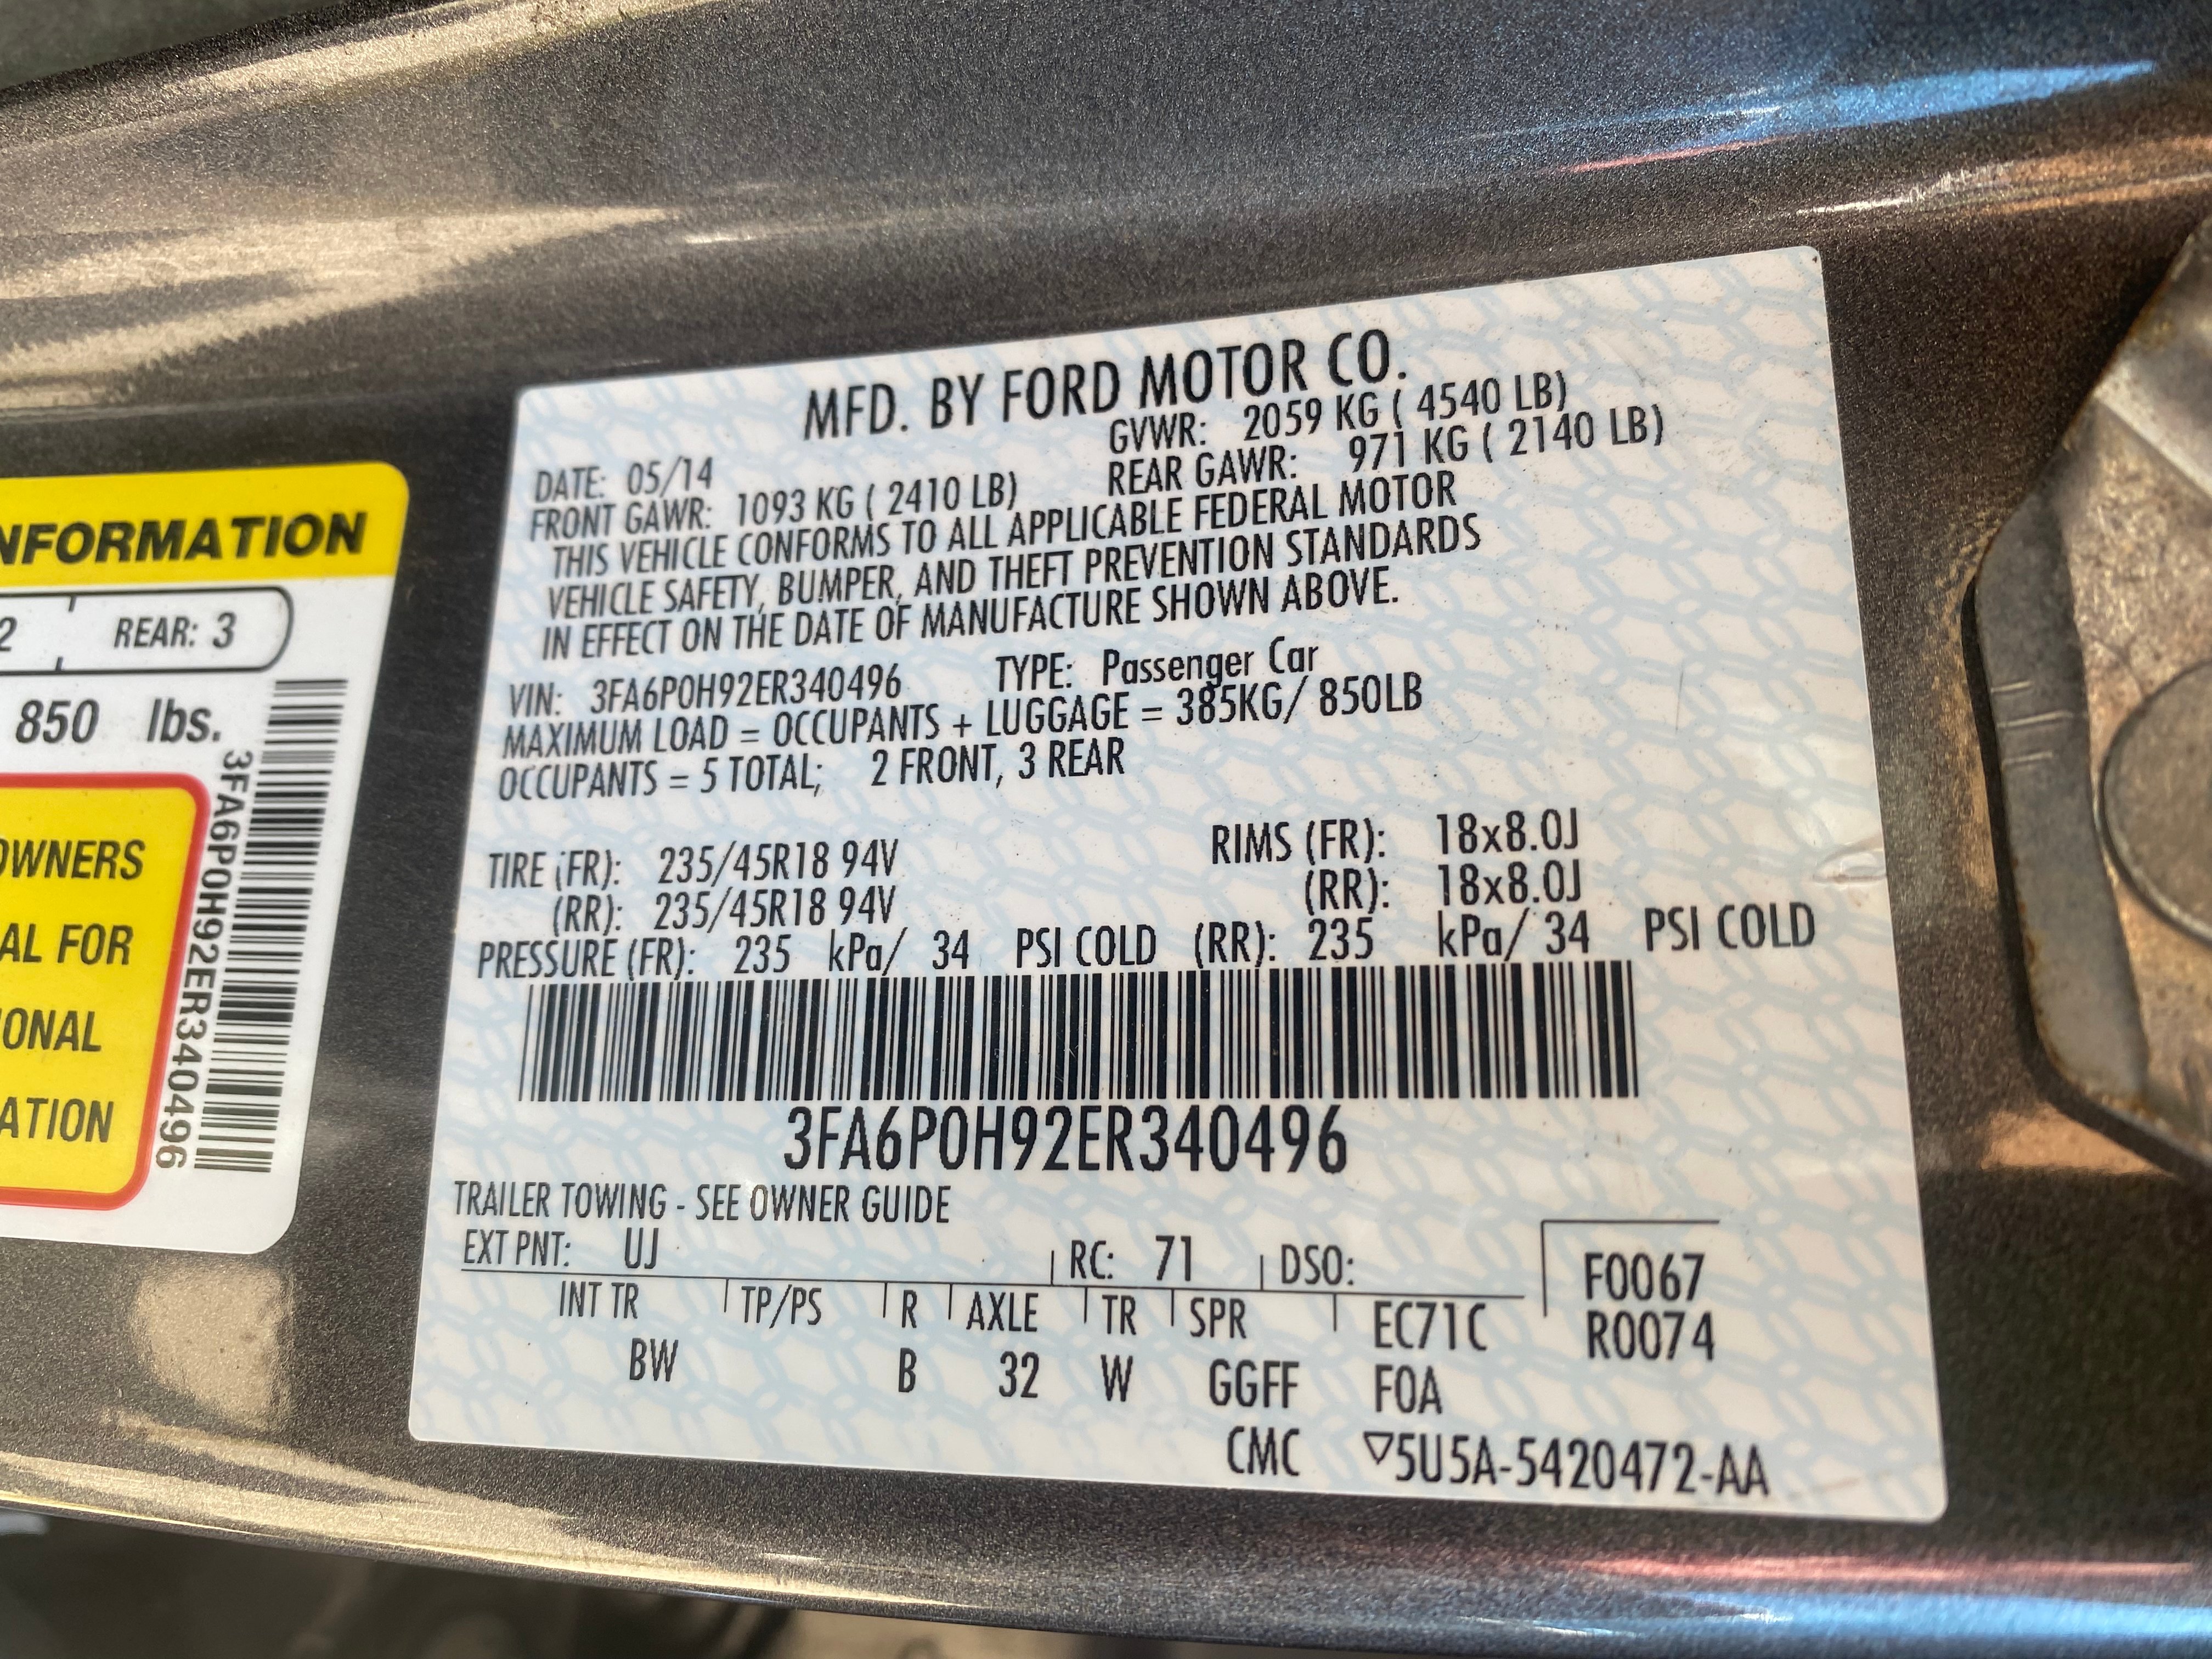 MFD. BY FORD MOTOR CO.
DATE: 05/14 GVWR: 2059 KG ( 4540 LB)
FRONT GAWR: 1093 KG ( 2410 LB) REAR GAWR: 971 KG ( 2140 LB)
THIS VEHICLE CONFORMS TO ALL APPLICABLE FEDERAL MOTOR
VEHICLE SAFETY, BUMPER, AND THEFT PREVENTION STANDARDS
IN EFFECT ON THE DATE OF MANUFACTURE SHOWN ABOVE.
VIN: 3FA6P0H92ER340496 TYPE: Passenger Car
MAXIMUM LOAD = OCCUPANTS + LUGGAGE = 385KG/ 850LB
OCCUPANTS = 5 TOTAL; 2 FRONT, 3 REAR
TIRE (FR): 235/45R18 94V RIMS (FR): 18x8.0J
(RR): 235/45R18 94V (RR): 18x8.0J
PRESSURE (FR): 235 kPa/ 34 PSI COLD (RR): 235 kPa/ 34 PSI COLD
3FA6P0H92ER340496
TRAILER TOWING - SEE OWNER GUIDE
EXT PNT: UJ RC: 71 DSO: F0067
INT TR TP/PS R AXLE TR SPR EC71C R0074
BW B 32 W GGFF FOA
CMC ▽5U5A-5420472-AA
NFORMATION
2 REAR: 3
850 lbs.
OWNERS
AL FOR
IONAL
ATION
3FA6P0H92ER340496